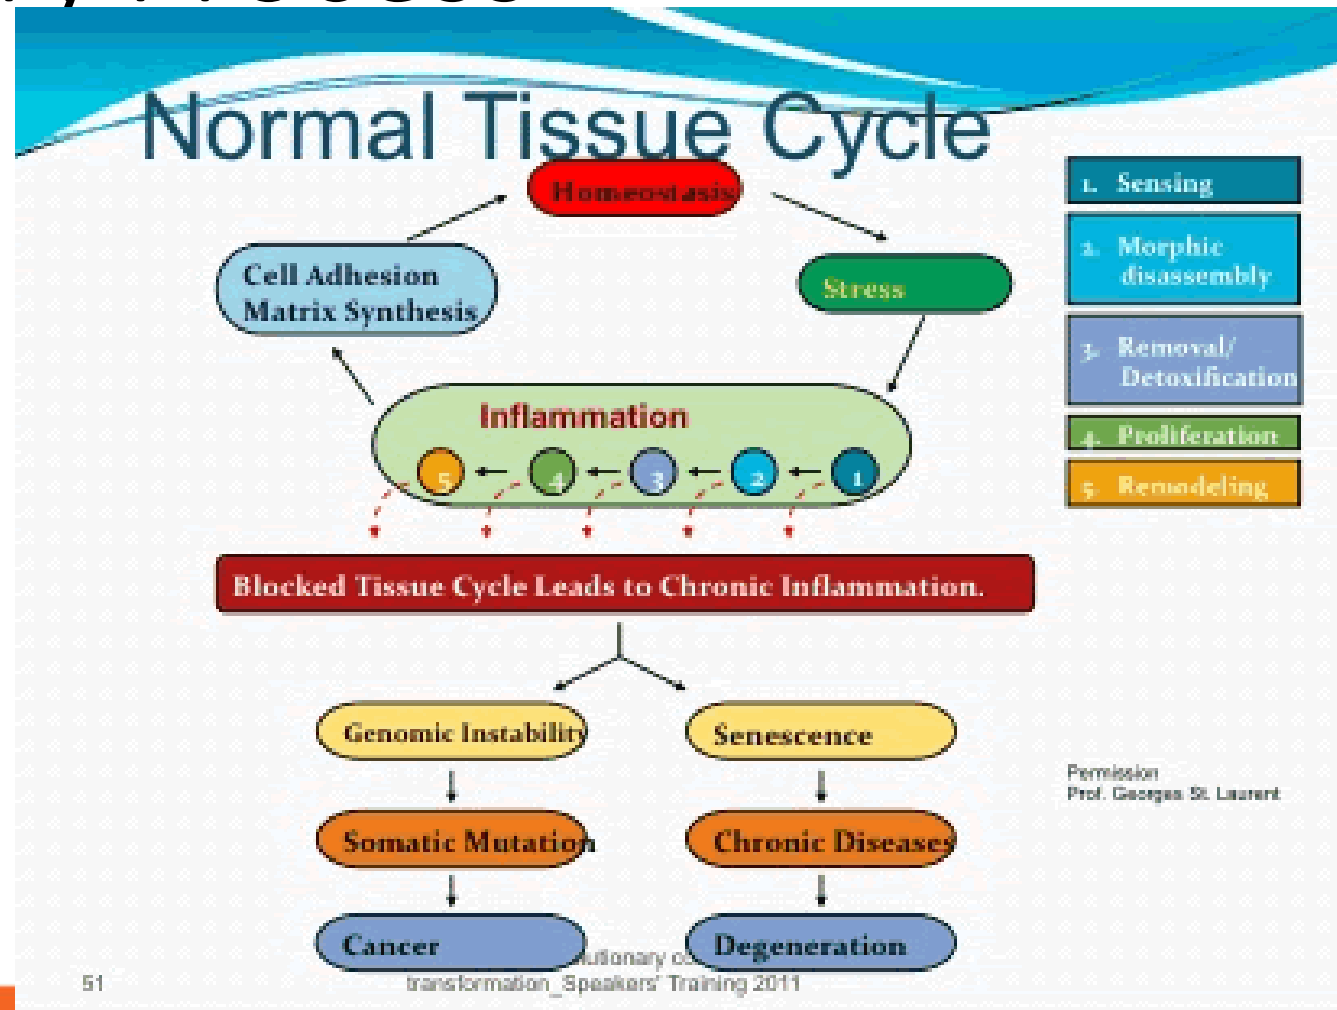 Normal Tissue Cycle
Homeostasis
Cell Adhesion
Matrix Synthesis
Stress
Inflammation
5
4
3
2
1
1. Sensing
2. Morphic
disassembly
3. Removal/
Detoxification
4. Proliferation
5. Remodeling
Blocked Tissue Cycle Leads to Chronic Inflammation.
Genomic Instability
Senescence
Somatic Mutation
Chronic Diseases
Cancer
Degeneration
Permission
Prof. Georges St. Laurent
51
transformation_Speakers' Training 2011